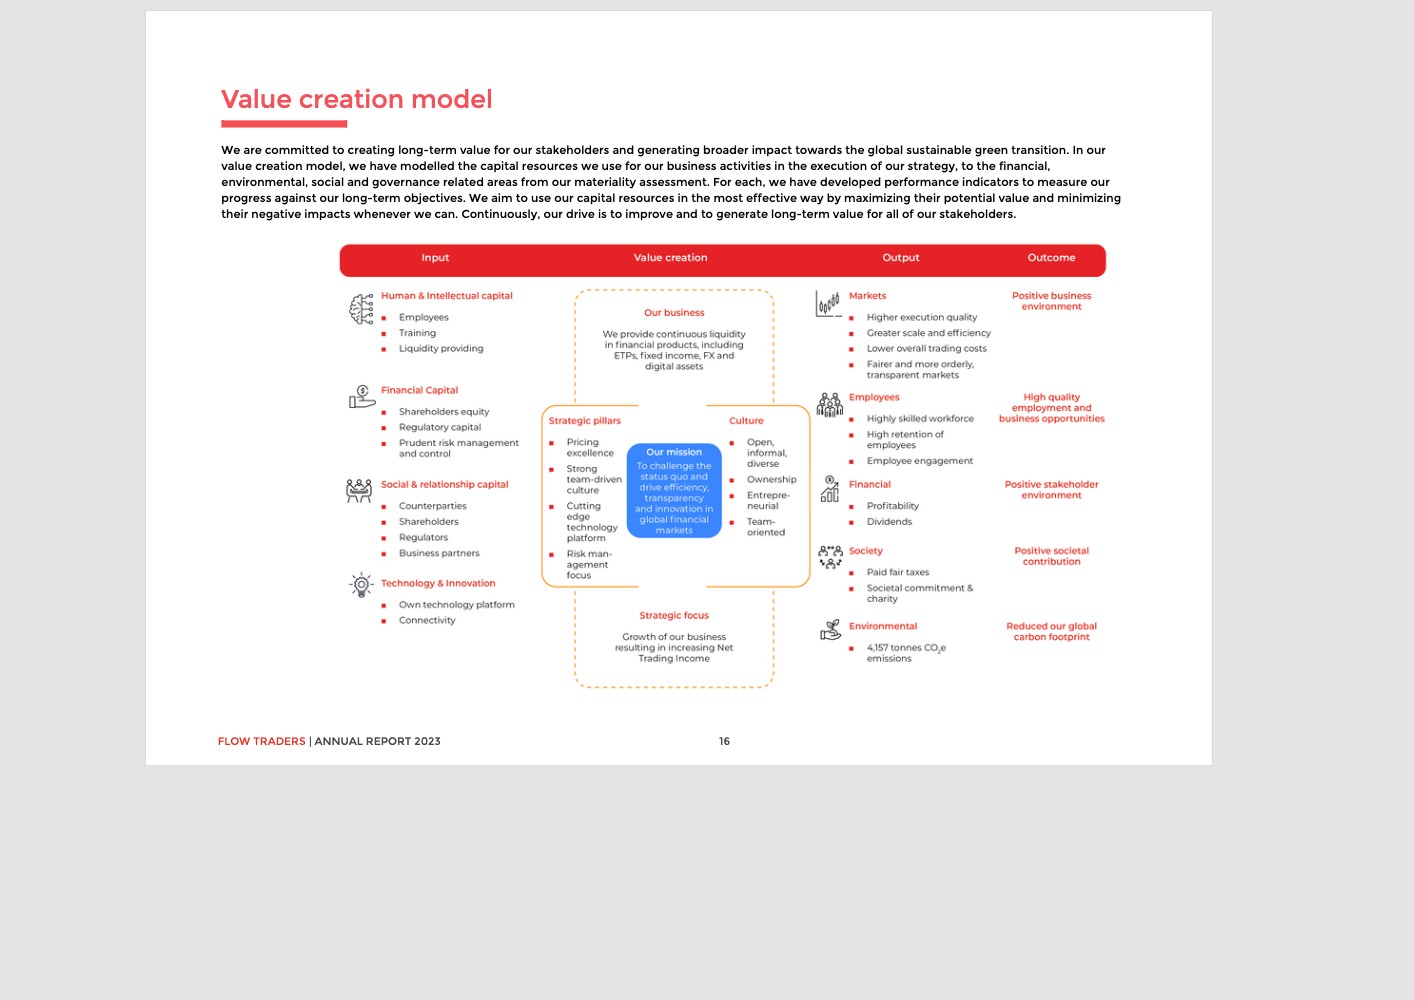 Value creation model
We are committed to creating long-term value for our stakeholders and generating broader impact towards the global sustainable green transition. In our
value creation model, we have modelled the capital resources we use for our business activities in the execution of our strategy, to the financial,
environmental, social and governance related areas from our materiality assessment. For each, we have developed performance indicators to measure our
progress against our long-term objectives. We aim to use our capital resources in the most effective way by maximizing their potential value and minimizing
their negative impacts whenever we can. Continuously, our drive is to improve and to generate long-term value for all of our stakeholders.
Input
Value creation
Output
Outcome
Human & Intellectual capital
Employees
Training
Liquidity providing
Financial Capital
Shareholders equity
Regulatory capital
Prudent risk management
and control
Social & relationship capital
Counterparties
Shareholders
Regulators
Business partners
Technology & Innovation
Own technology platform
Connectivity
Our business
We provide continuous liquidity
in financial products, including
ETPs, fixed income, FX and
digital assets
Strategic pillars
Pricing
excellence
Strong
team-driven
culture
Cutting
edge
technology
platform
Risk man-
agement
focus
Our mission
To challenge the
status quo and
drive efficiency,
transparency
and innovation in
global financial
markets
Culture
Open,
informal,
diverse
Ownership
Entrepre-
neurial
Team-
oriented
Strategic focus
Growth of our business
resulting in increasing Net
Trading Income
Markets
Higher execution quality
Greater scale and efficiency
Lower overall trading costs
Fairer and more orderly,
transparent markets
Positive business
environment
Employees
Highly skilled workforce
High retention of
employees
Employee engagement
High quality
employment and
business opportunities
Financial
Profitability
Dividends
Positive stakeholder
environment
Society
Paid fair taxes
Societal commitment &
charity
Positive societal
contribution
Environmental
4,157 tonnes CO₂e
emissions
Reduced our global
carbon footprint
FLOW TRADERS | ANNUAL REPORT 2023
16